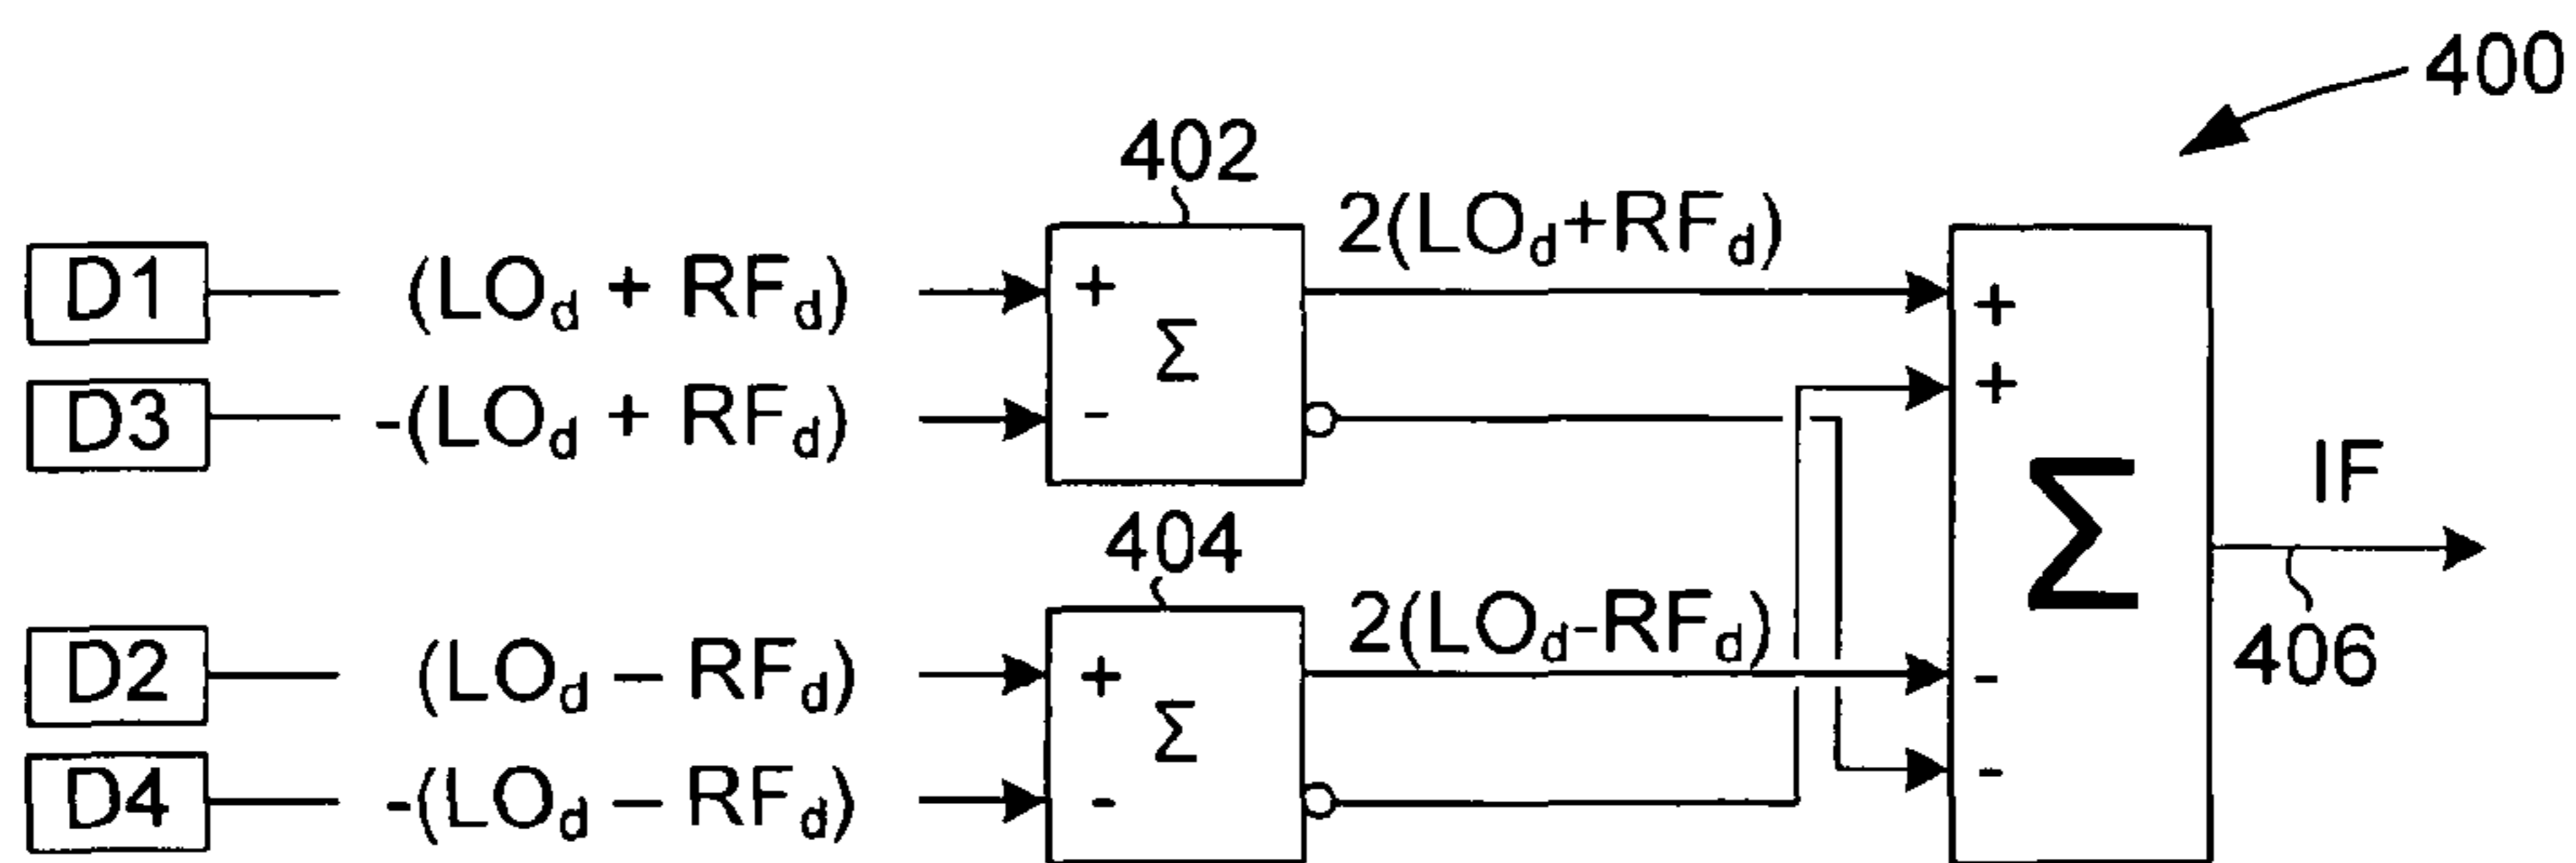 400
402
2(LOd+RFd)
D1 (LOd + RFd) + +
Σ
D3 -(LOd + RFd) - +
Σ
IF
404
406
2(LOd-RFd)
D2 (LOd – RFd) + -
Σ
D4 -(LOd – RFd) - -